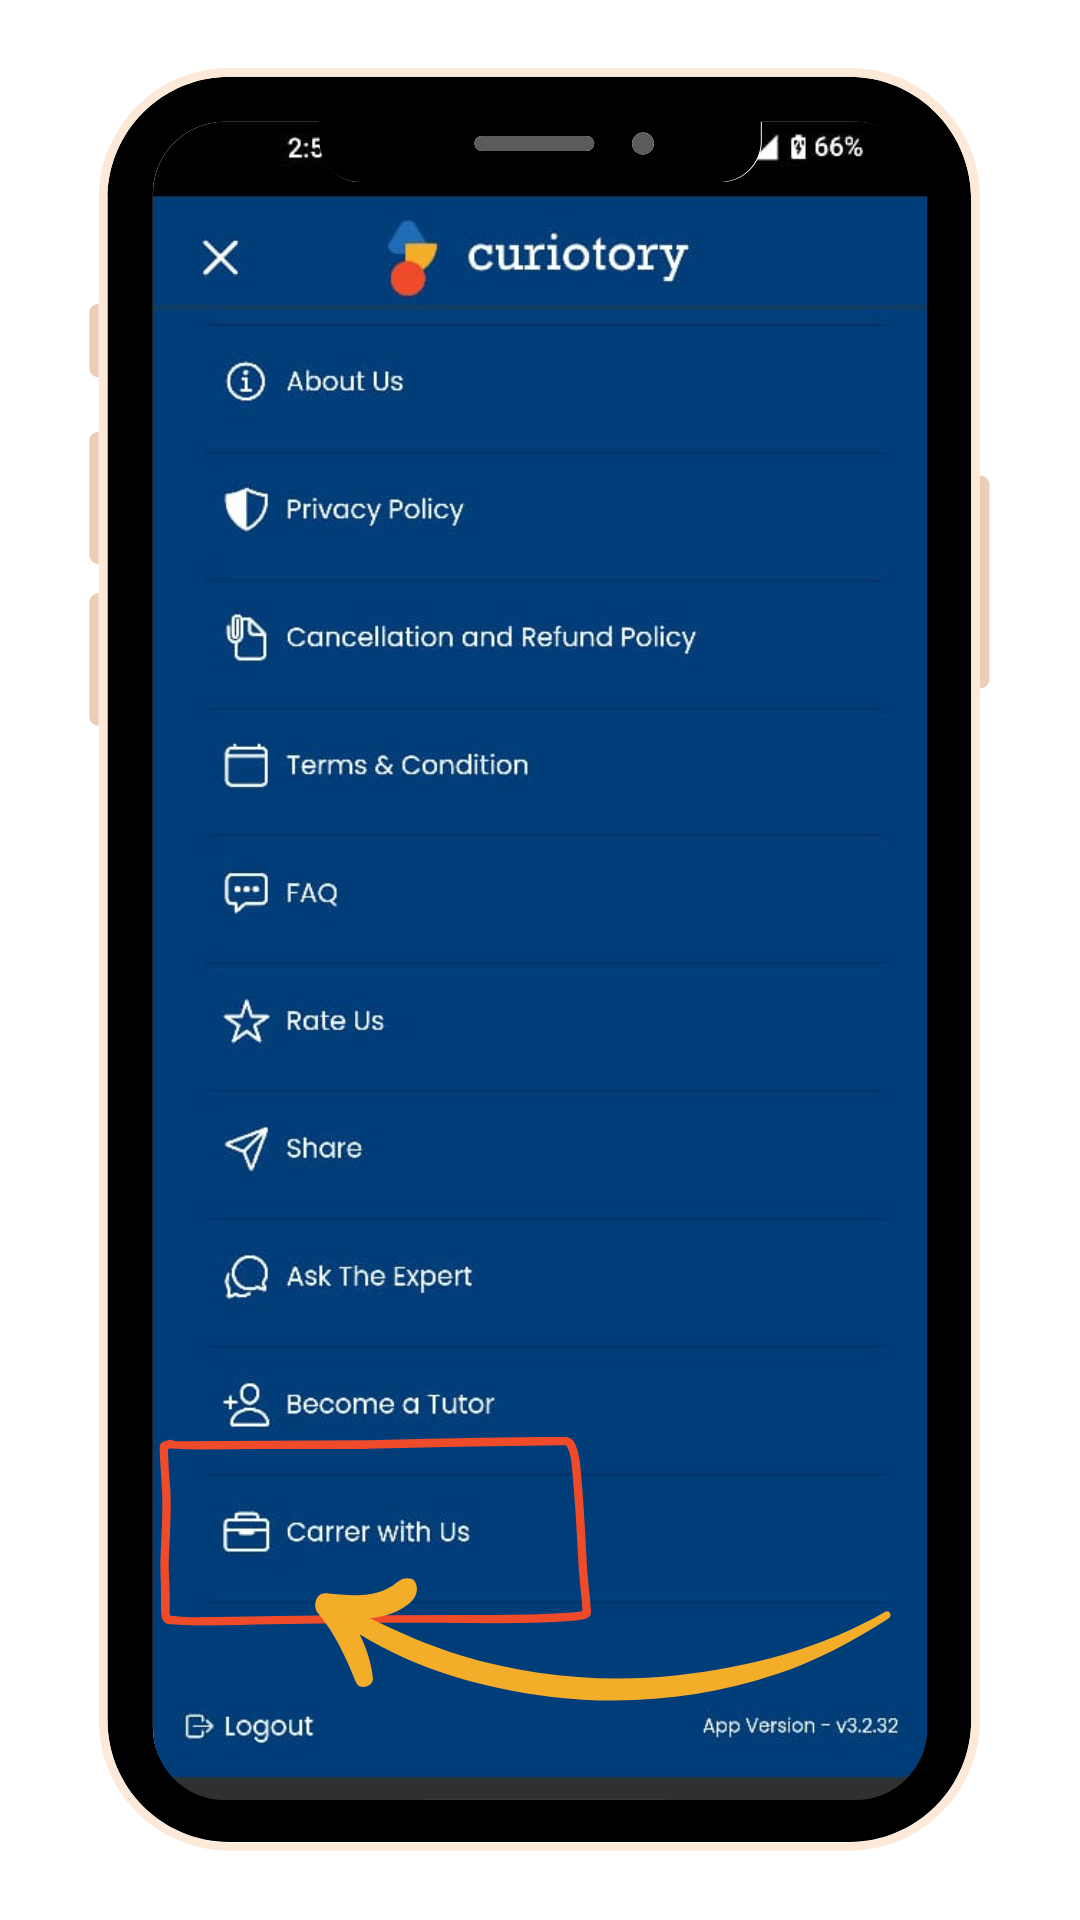 2:5
66%
curiotory
About Us
Privacy Policy
Cancellation and Refund Policy
Terms & Condition
FAQ
Rate Us
Share
Ask The Expert
Become a Tutor
Carrer with Us
Logout
App Version - v3.2.32